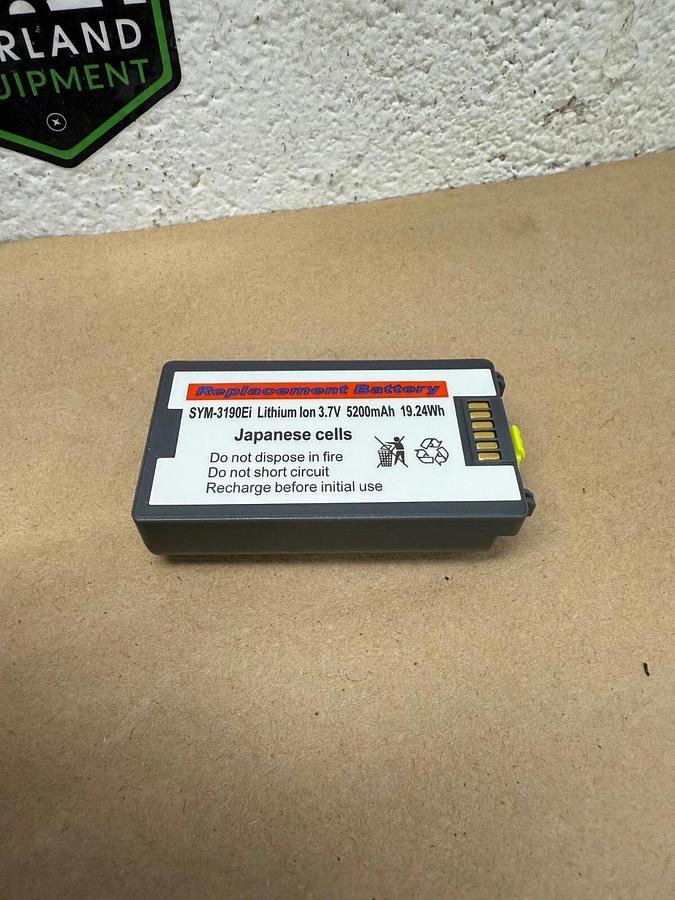 RLAND
UIPMENT
Replacement Battery
SYM-3190Ei Lithium Ion 3.7V 5200mAh 19.24Wh
Japanese cells
Do not dispose in fire
Do not short circuit
Recharge before initial use